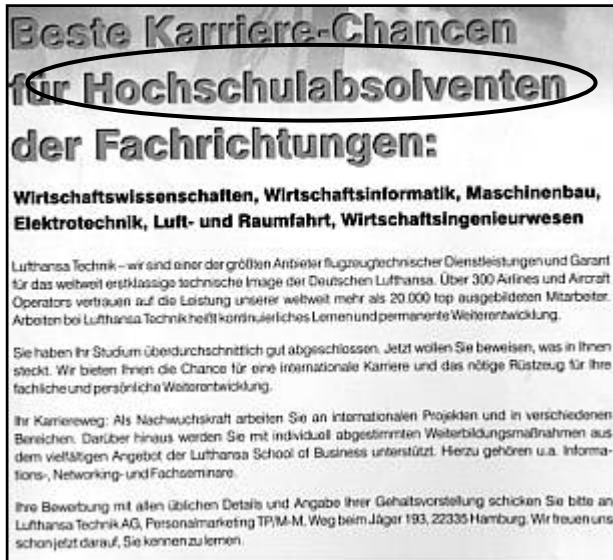 Beste Karriere-Chancen
für Hochschulabsolventen
der Fachrichtungen:
Wirtschaftswissenschaften, Wirtschaftsinformatik, Maschinenbau,
Elektrotechnik, Luft- und Raumfahrt, Wirtschaftsingenieurwesen
Lufthansa Technik – wir sind einer der größten Anbieter flugzeugtechnischer Dienstleistungen und Garant
für das weltweit erstklassige technische Image der Deutschen Lufthansa. Über 300 Airlines und Aircraft
Operators vertrauen auf die Leistung unserer weltweit mehr als 20.000 top ausgebildeten Mitarbeiter.
Arbeiten bei Lufthansa Technik heißt kontinuierliches Lernen und permanente Weiterentwicklung.
Sie haben Ihr Studium überdurchschnittlich gut abgeschlossen. Jetzt wollen Sie beweisen, was in Ihnen
steckt. Wir bieten Ihnen die Chance für eine internationale Karriere und das nötige Rüstzeug für Ihre
fachliche und persönliche Weiterentwicklung.
Ihr Karriereweg: Als Nachwuchskraft arbeiten Sie an internationalen Projekten und in verschiedenen
Bereichen. Darüber hinaus werden Sie mit individuell abgestimmten Weiterbildungsmaßnahmen aus
dem vielfältigen Angebot der Lufthansa School of Business unterstützt. Hierzu gehören u.a. Informa-
tions-, Networking- und Fachseminare.
Ihre Bewerbung mit allen üblichen Details und Angabe Ihrer Gehaltsvorstellung schicken Sie bitte an
Lufthansa Technik AG, Personalmarketing TP/M-M, Weg beim Jäger 193, 22335 Hamburg. Wir freuen uns
schon jetzt darauf, Sie kennen zu lernen.